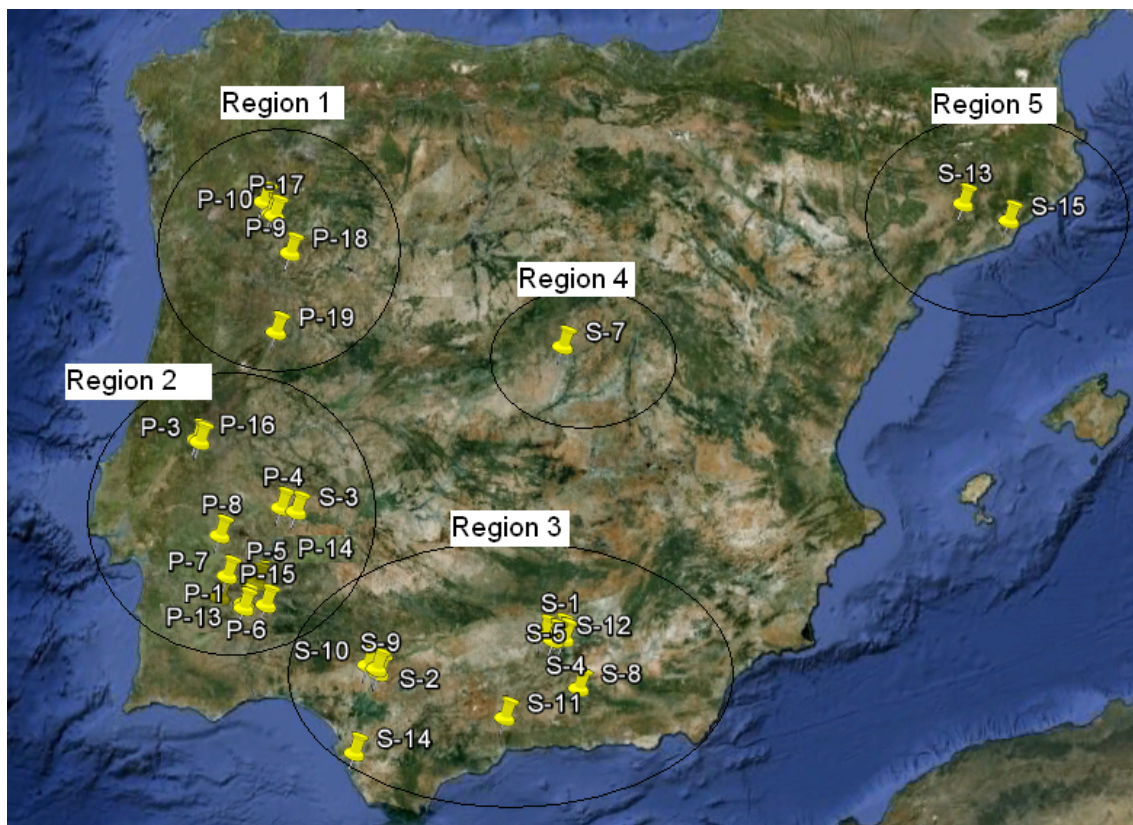 Region 1
Region 5
P-17
P-10
P-9
P-18
S-13
S-15
Region 4
P-19
S-7
Region 2
P-3
P-16
P-4
S-3
P-8
Region 3
P-5
P-14
P-7
P-15
P-1
P-13
P-6
S-1
S-12
S-5
S-10
S-9
S-4
S-8
S-2
S-11
S-14